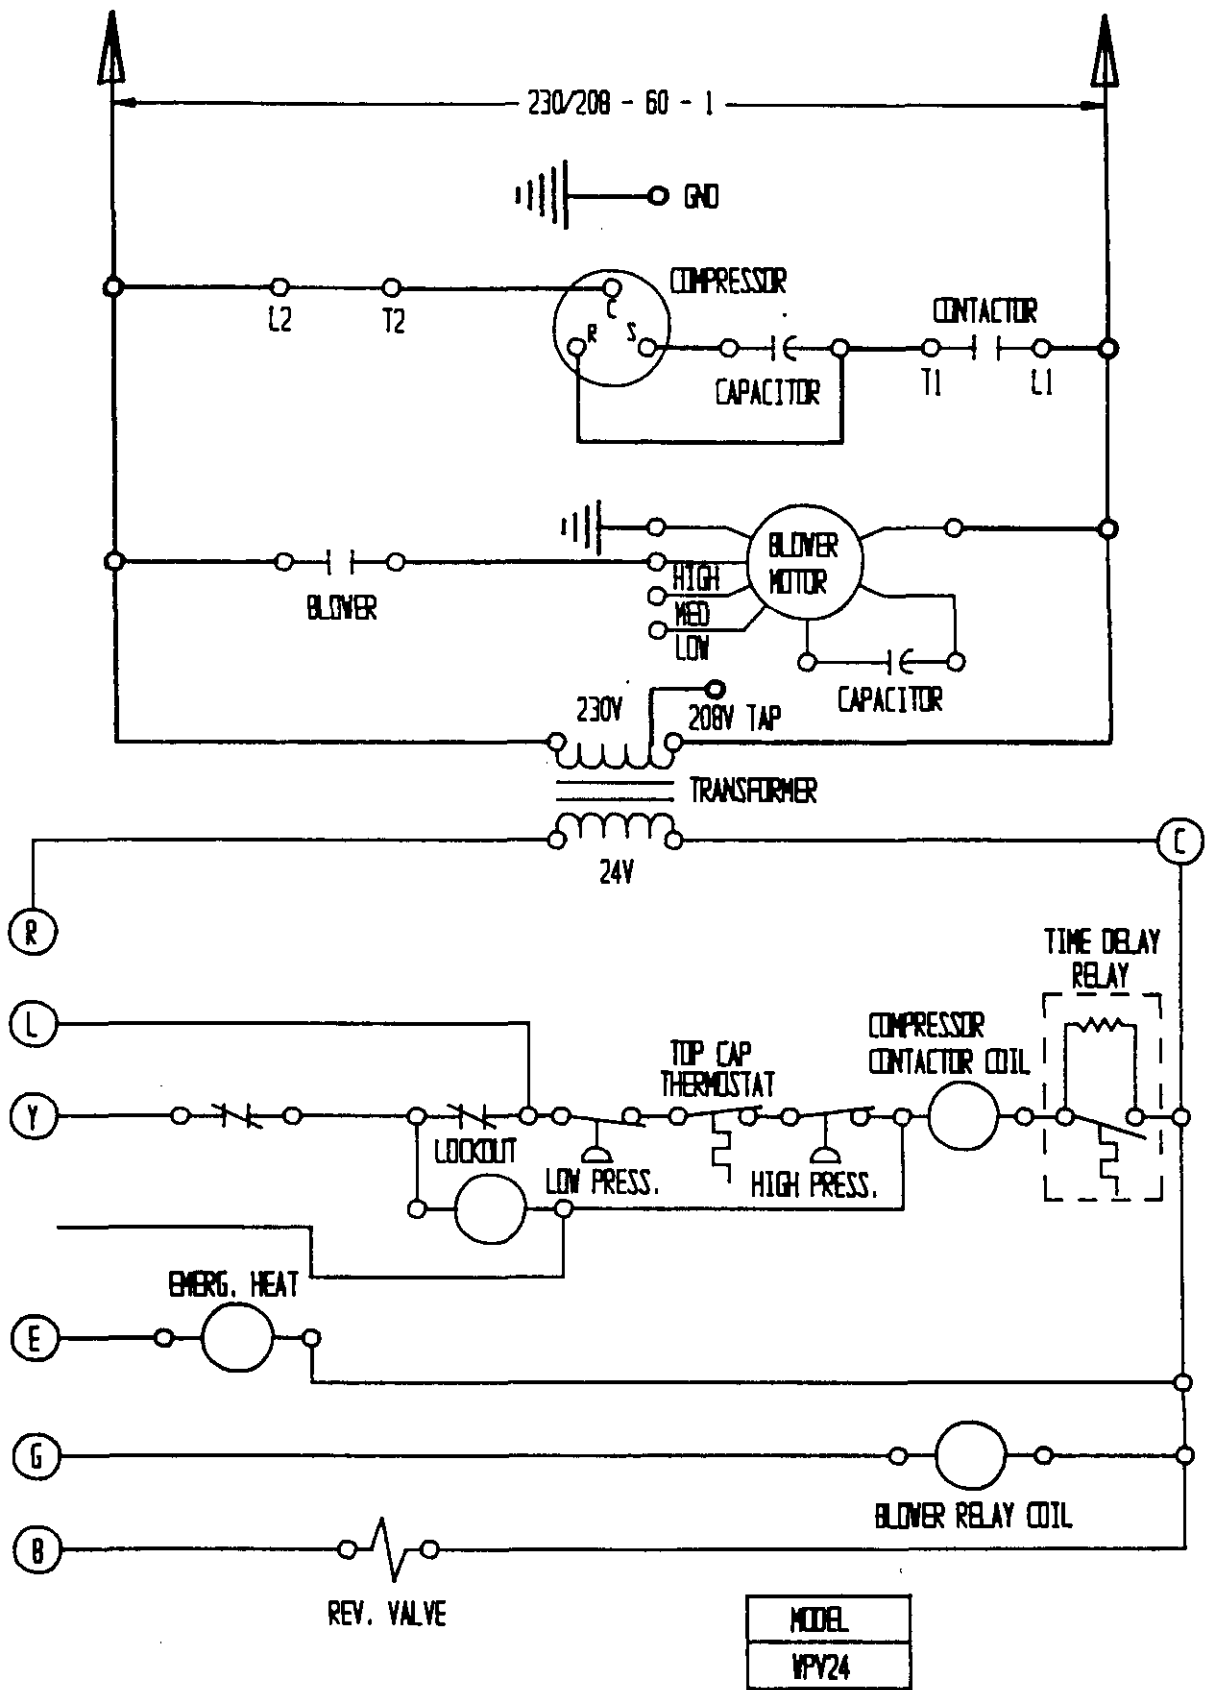 230/208 - 60 - 1
GND
COMPRESSOR
C
R
S
CONTACTOR
L2
T2
CAPACITOR
T1
L1
BLOWER MOTOR
HIGH
MED
LOW
BLOWER
CAPACITOR
230V
208V TAP
TRANSFORMER
24V
C
R
TIME DELAY
RELAY
L
COMPRESSOR
CONTACTOR COIL
TOP CAP
THERMOSTAT
Y
LOCKOUT
LOW PRESS.
HIGH PRESS.
EMERG. HEAT
E
G
BLOWER RELAY COIL
B
REV. VALVE
MODEL
WPV24